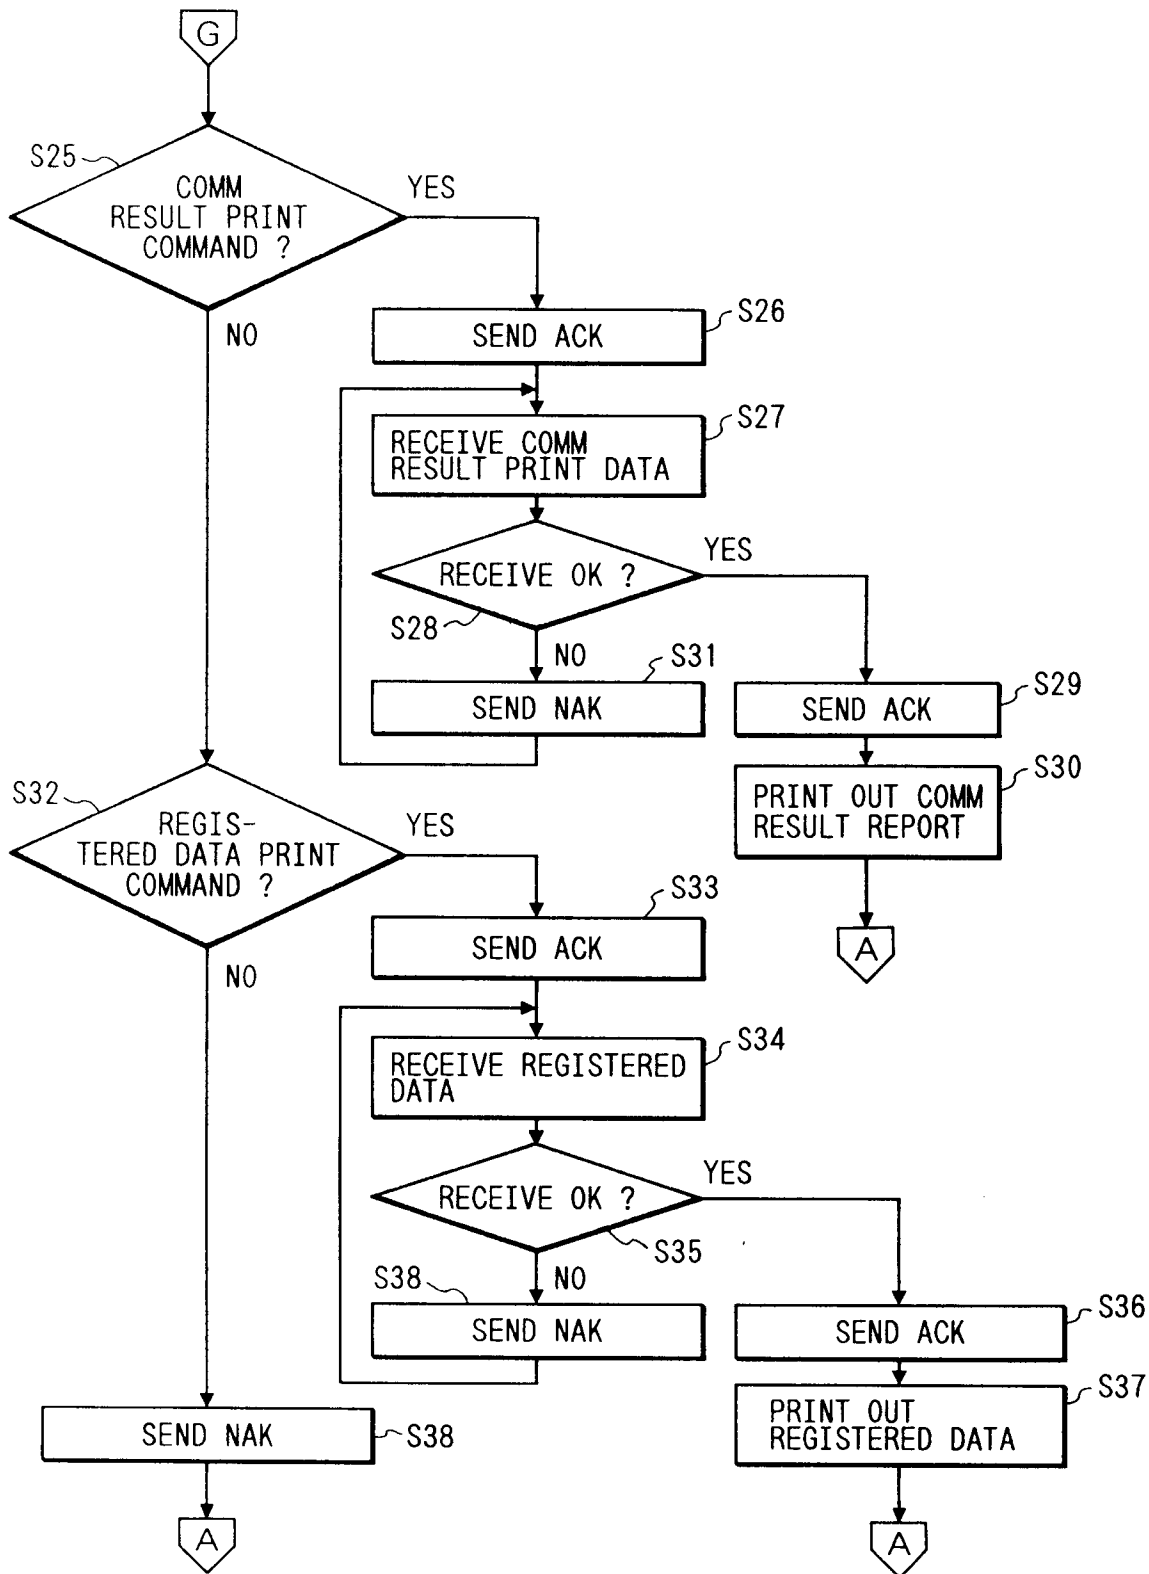 G
S25
COMM
RESULT PRINT
COMMAND ?
YES
NO
S26
SEND ACK
S27
RECEIVE COMM
RESULT PRINT DATA
RECEIVE OK ?
YES
S28
NO
S31
SEND NAK
S29
SEND ACK
S30
PRINT OUT COMM
RESULT REPORT
A
S32
REGIS-
TERED DATA PRINT
COMMAND ?
YES
NO
S33
SEND ACK
S34
RECEIVE REGISTERED
DATA
RECEIVE OK ?
YES
S35
NO
S38
SEND NAK
S36
SEND ACK
S37
PRINT OUT
REGISTERED DATA
A
SEND NAK
S38
A